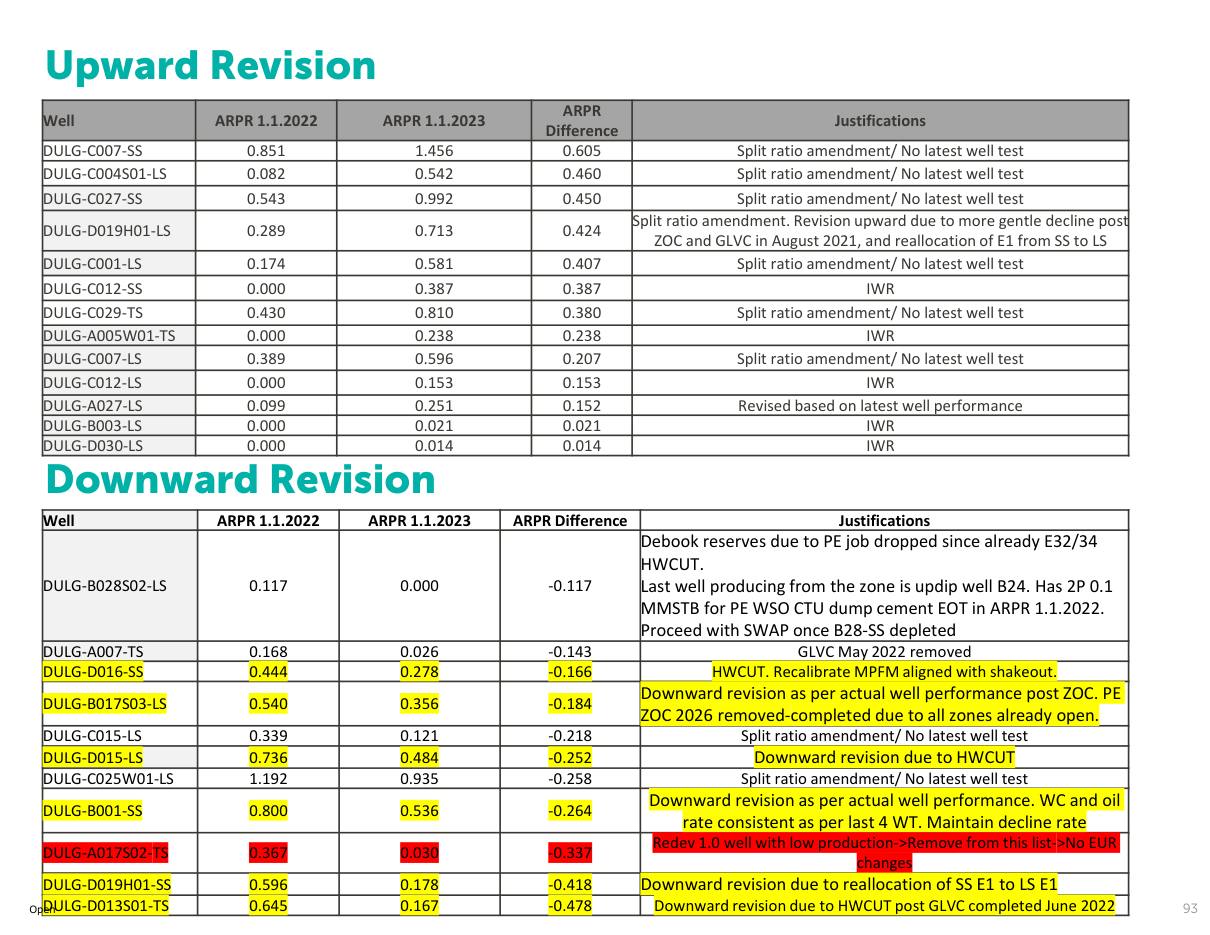 Upward Revision
Well ARPR 1.1.2022 ARPR 1.1.2023 ARPR Difference Justifications
DULG-C007-SS 0.851 1.456 0.605 Split ratio amendment/ No latest well test
DULG-C004S01-LS 0.082 0.542 0.460 Split ratio amendment/ No latest well test
DULG-C027-SS 0.543 0.992 0.450 Split ratio amendment/ No latest well test
DULG-D019H01-LS 0.289 0.713 0.424 Split ratio amendment. Revision upward due to more gentle decline post
ZOC and GLVC in August 2021, and reallocation of E1 from SS to LS
DULG-C001-LS 0.174 0.581 0.407 Split ratio amendment/ No latest well test
DULG-C012-SS 0.000 0.387 0.387 IWR
DULG-C029-TS 0.430 0.810 0.380 Split ratio amendment/ No latest well test
DULG-A005W01-TS 0.000 0.238 0.238 IWR
DULG-C007-LS 0.389 0.596 0.207 Split ratio amendment/ No latest well test
DULG-C012-LS 0.000 0.153 0.153 IWR
DULG-A027-LS 0.099 0.251 0.152 Revised based on latest well performance
DULG-B003-LS 0.000 0.021 0.021 IWR
DULG-D030-LS 0.000 0.014 0.014 IWR
Downward Revision
Well ARPR 1.1.2022 ARPR 1.1.2023 ARPR Difference Justifications
DULG-B028S02-LS 0.117 0.000 -0.117 Debook reserves due to PE job dropped since already E32/34
HWCUT.
Last well producing from the zone is updip well B24. Has 2P 0.1
MMSTB for PE WSO CTU dump cement EOT in ARPR 1.1.2022.
Proceed with SWAP once B28-SS depleted
DULG-A007-TS 0.168 0.026 -0.143 GLVC May 2022 removed
DULG-D016-SS 0.444 0.278 -0.166 HWCUT. Recalibrate MPFM aligned with shakeout.
DULG-B017S03-LS 0.540 0.356 -0.184 Downward revision as per actual well performance post ZOC. PE
ZOC 2026 removed-completed due to all zones already open.
DULG-C015-LS 0.339 0.121 -0.218 Split ratio amendment/ No latest well test
DULG-D015-LS 0.736 0.484 -0.252 Downward revision due to HWCUT
DULG-C025W01-LS 1.192 0.935 -0.258 Split ratio amendment/ No latest well test
DULG-B001-SS 0.800 0.536 -0.264 Downward revision as per actual well performance. WC and oil
rate consistent as per last 4 WT. Maintain decline rate
DULG-A017S02-TS 0.367 0.030 -0.337 Redev 1.0 well with low production->Remove from this list->No EUR
changes
DULG-D019H01-SS 0.596 0.178 -0.418 Downward revision due to reallocation of SS E1 to LS E1
DULG-D013S01-TS 0.645 0.167 -0.478 Downward revision due to HWCUT post GLVC completed June 2022
Open
93